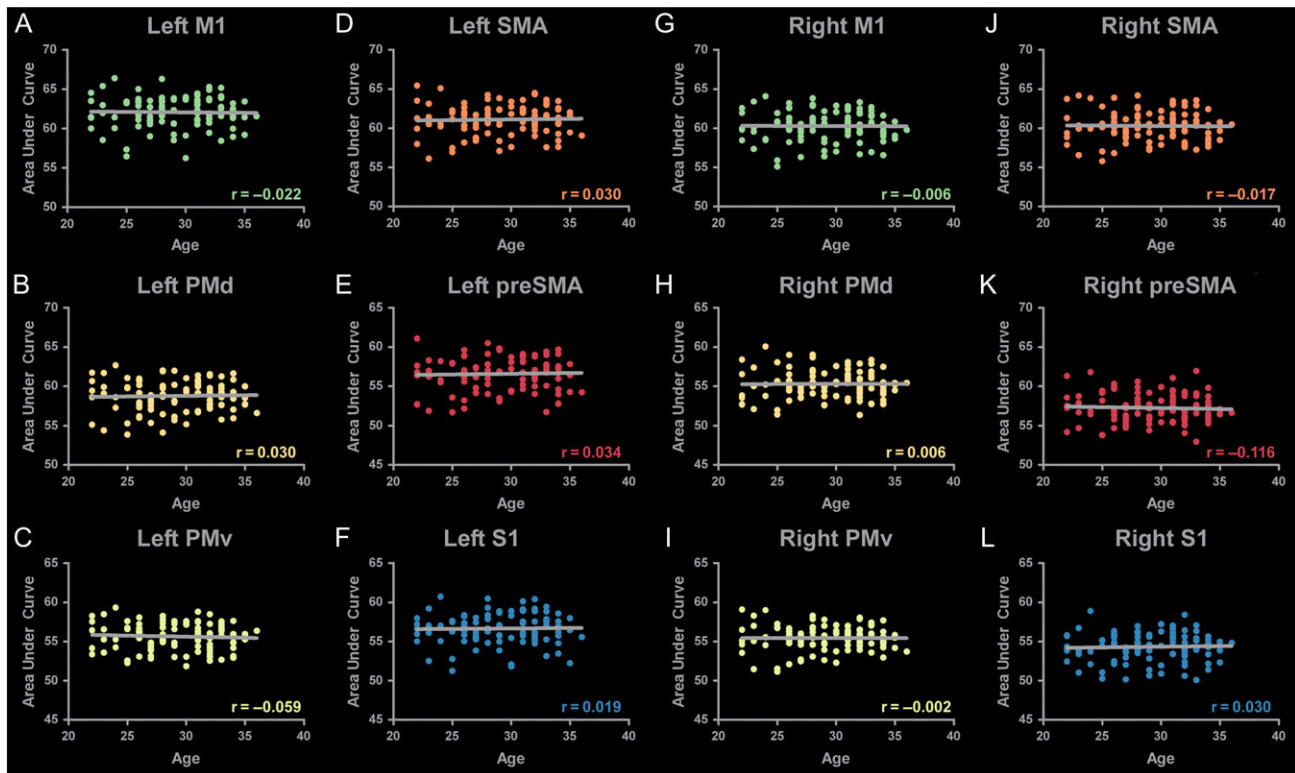 A Left M1
Area Under Curve
70
65
60
55
50
20 25 30 35 40
Age
r = –0.022
D Left SMA
Area Under Curve
70
65
60
55
50
20 25 30 35 40
Age
r = 0.030
G Right M1
Area Under Curve
70
65
60
55
50
20 25 30 35 40
Age
r = –0.006
J Right SMA
Area Under Curve
70
65
60
55
50
20 25 30 35 40
Age
r = –0.017
B Left PMd
Area Under Curve
70
65
60
55
50
20 25 30 35 40
Age
r = 0.030
E Left preSMA
Area Under Curve
65
60
55
50
45
20 25 30 35 40
Age
r = 0.034
H Right PMd
Area Under Curve
65
60
55
50
45
20 25 30 35 40
Age
r = 0.006
K Right preSMA
Area Under Curve
70
65
60
55
50
20 25 30 35 40
Age
r = –0.116
C Left PMv
Area Under Curve
65
60
55
50
45
20 25 30 35 40
Age
r = –0.059
F Left S1
Area Under Curve
65
60
55
50
45
20 25 30 35 40
Age
r = 0.019
I Right PMv
Area Under Curve
65
60
55
50
45
20 25 30 35 40
Age
r = –0.002
L Right S1
Area Under Curve
65
60
55
50
45
20 25 30 35 40
Age
r = 0.030